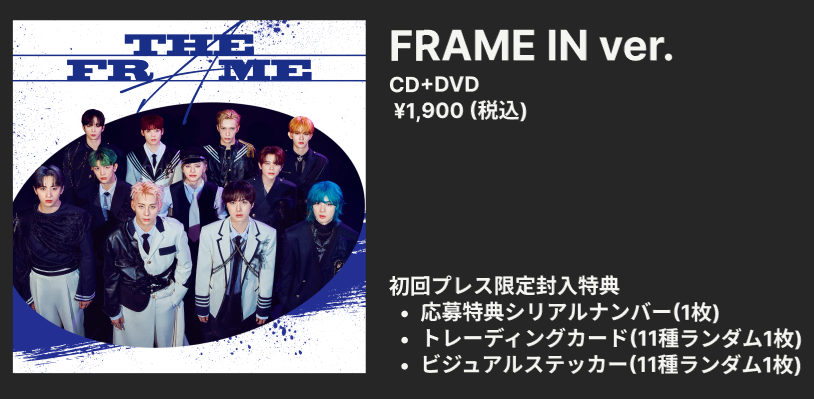 THE
FRAME
FRAME IN ver.
CD+DVD
¥1,900 (税込)
初回プレス限定封入特典
• 応募特典シリアルナンバー(1枚)
• トレーディングカード(11種ランダム1枚)
• ビジュアルステッカー(11種ランダム1枚)